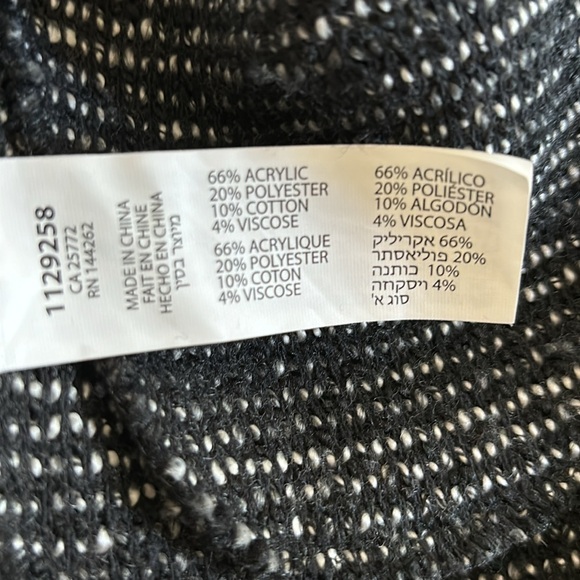 1129258
CA 25772
RN 144262
MADE IN CHINA
FAIT EN CHINE
HECHO EN CHINA
מיוצר בסין
66% ACRYLIC
20% POLYESTER
10% COTTON
4% VISCOSE
66% ACRYLIQUE
20% POLYESTER
10% COTON
4% VISCOSE
66% ACRÍLICO
20% POLIÉSTER
10% ALGODÓN
4% VISCOSA
66% אקריליק
20% פוליאסתר
10% כותנה
4% ויסקוזה
סוג א'